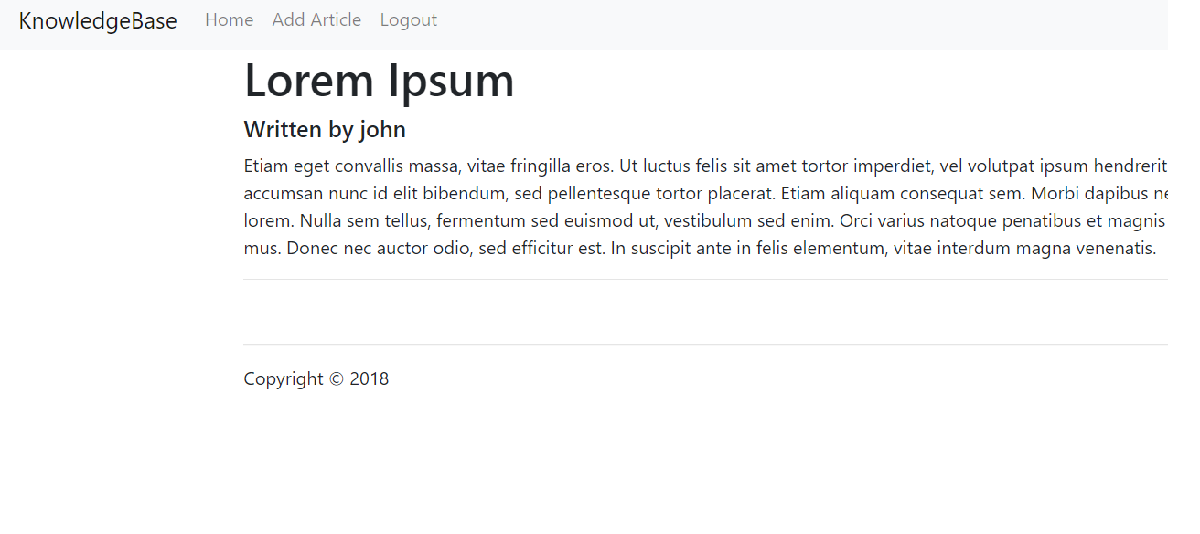 KnowledgeBase Home Add Article Logout
Lorem Ipsum
Written by john
Etiam eget convallis massa, vitae fringilla eros. Ut luctus felis sit amet tortor imperdiet, vel volutpat ipsum hendrerit
accumsan nunc id elit bibendum, sed pellentesque tortor placerat. Etiam aliquam consequat sem. Morbi dapibus ne
lorem. Nulla sem tellus, fermentum sed euismod ut, vestibulum sed enim. Orci varius natoque penatibus et magnis
mus. Donec nec auctor odio, sed efficitur est. In suscipit ante in felis elementum, vitae interdum magna venenatis.
Copyright © 2018